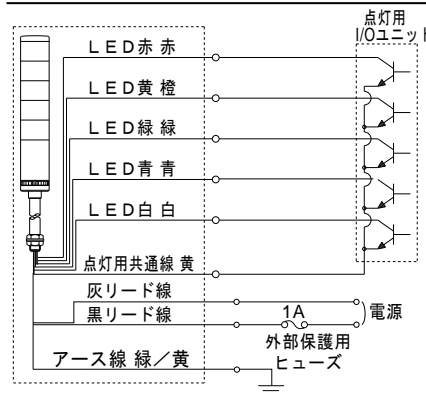 点灯用
I/Oユニット
LED赤 赤
LED黄 橙
LED緑 緑
LED青 青
LED白 白
点灯用共通線 黄
灰リード線
黒リード線
1A
電源
外部保護用
ヒューズ
アース線 緑／黄